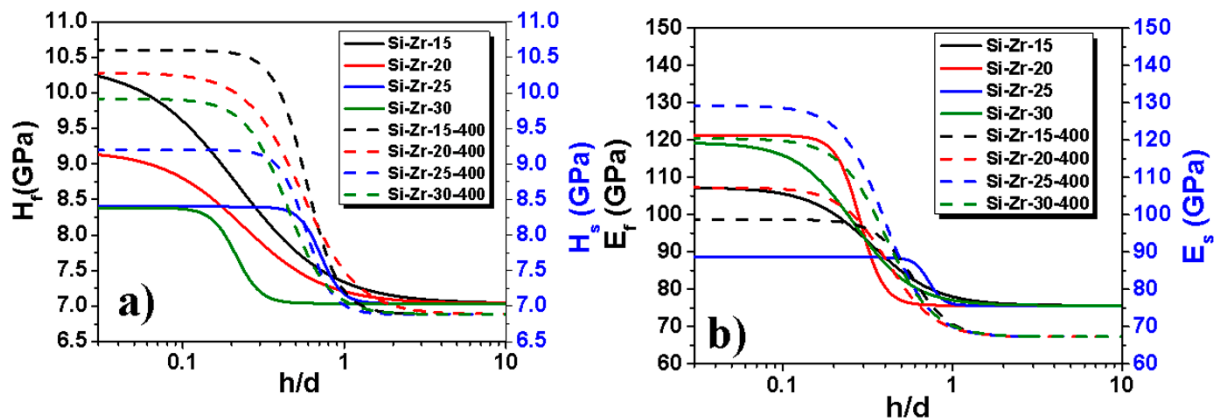 11.0
10.5
10.0
9.5
9.0
8.5
8.0
7.5
7.0
6.5
Hf(GPa)
0.1
1
10
h/d
a)
Si-Zr-15
Si-Zr-20
Si-Zr-25
Si-Zr-30
Si-Zr-15-400
Si-Zr-20-400
Si-Zr-25-400
Si-Zr-30-400
11.0
10.5
10.0
9.5
9.0
8.5
8.0
7.5
7.0
6.5
Hs (GPa)
Ef (GPa)
150
140
130
120
110
100
90
80
70
60
0.1
1
10
h/d
b)
Si-Zr-15
Si-Zr-20
Si-Zr-25
Si-Zr-30
Si-Zr-15-400
Si-Zr-20-400
Si-Zr-25-400
Si-Zr-30-400
150
140
130
120
110
100
90
80
70
60
Es (GPa)